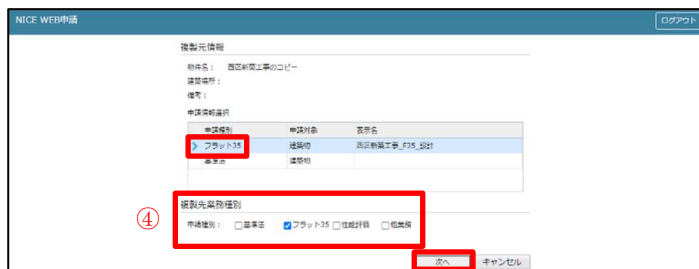 NICE WEB申請 ログアウト
複製元情報
物件名： 西区新築工事のコピー
建築場所：
備考：
申請情報選択
申請種別 申請対象 表示名
フラット35 建築物 西区新築工事_F35_設計
基準法 建築物
複製先業務種別
④ 申請種別： 基準法 フラット35 性能評価 他業務
次へ キャンセル